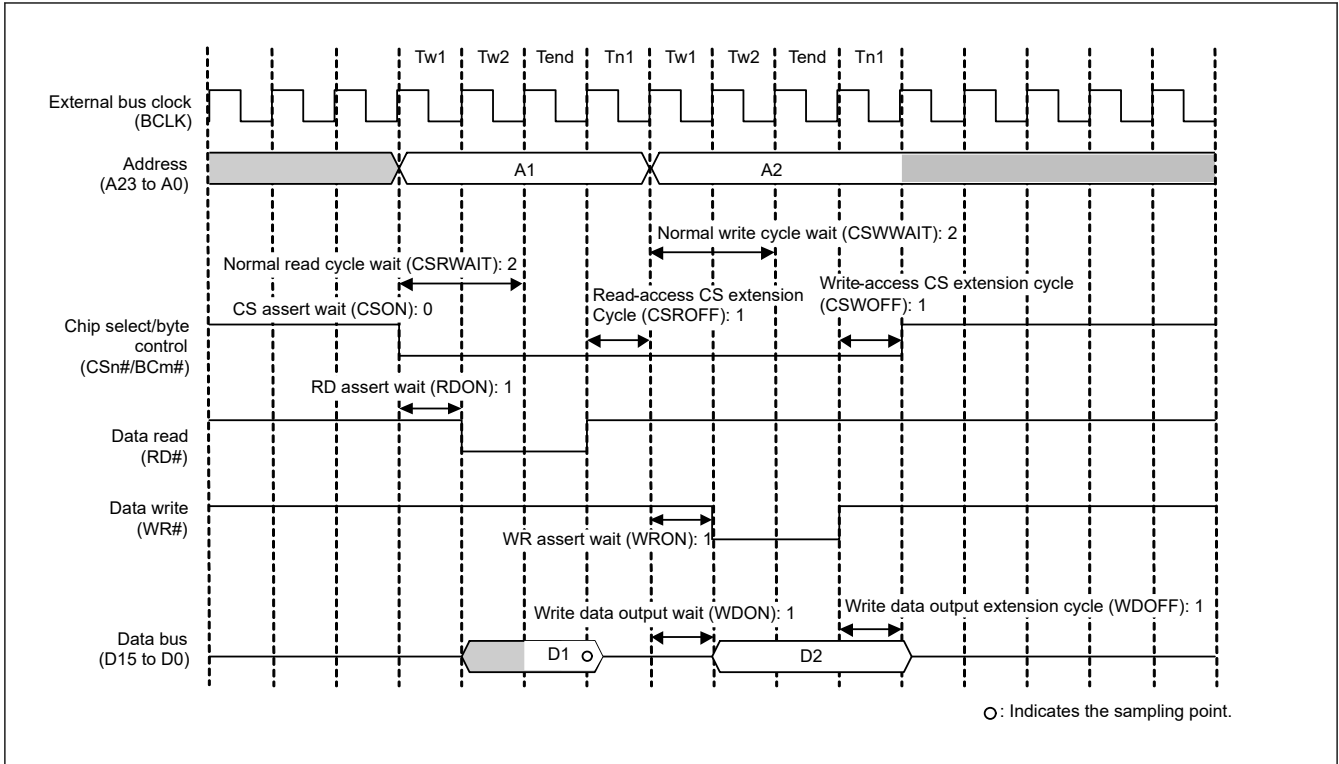 Tw1 Tw2 Tend Tn1 Tw1 Tw2 Tend Tn1
External bus clock
(BCLK)
Address
(A23 to A0)
A1
A2
Normal write cycle wait (CSWWAIT): 2
Normal read cycle wait (CSRWAIT): 2
Read-access CS extension
Cycle (CSROFF): 1
Write-access CS extension cycle
(CSWOFF): 1
CS assert wait (CSON): 0
Chip select/byte
control
(CSn#/BCm#)
RD assert wait (RDON): 1
Data read
(RD#)
Data write
(WR#)
WR assert wait (WRON): 1
Write data output wait (WDON): 1
Write data output extension cycle (WDOFF): 1
Data bus
(D15 to D0)
D1
D2
: Indicates the sampling point.